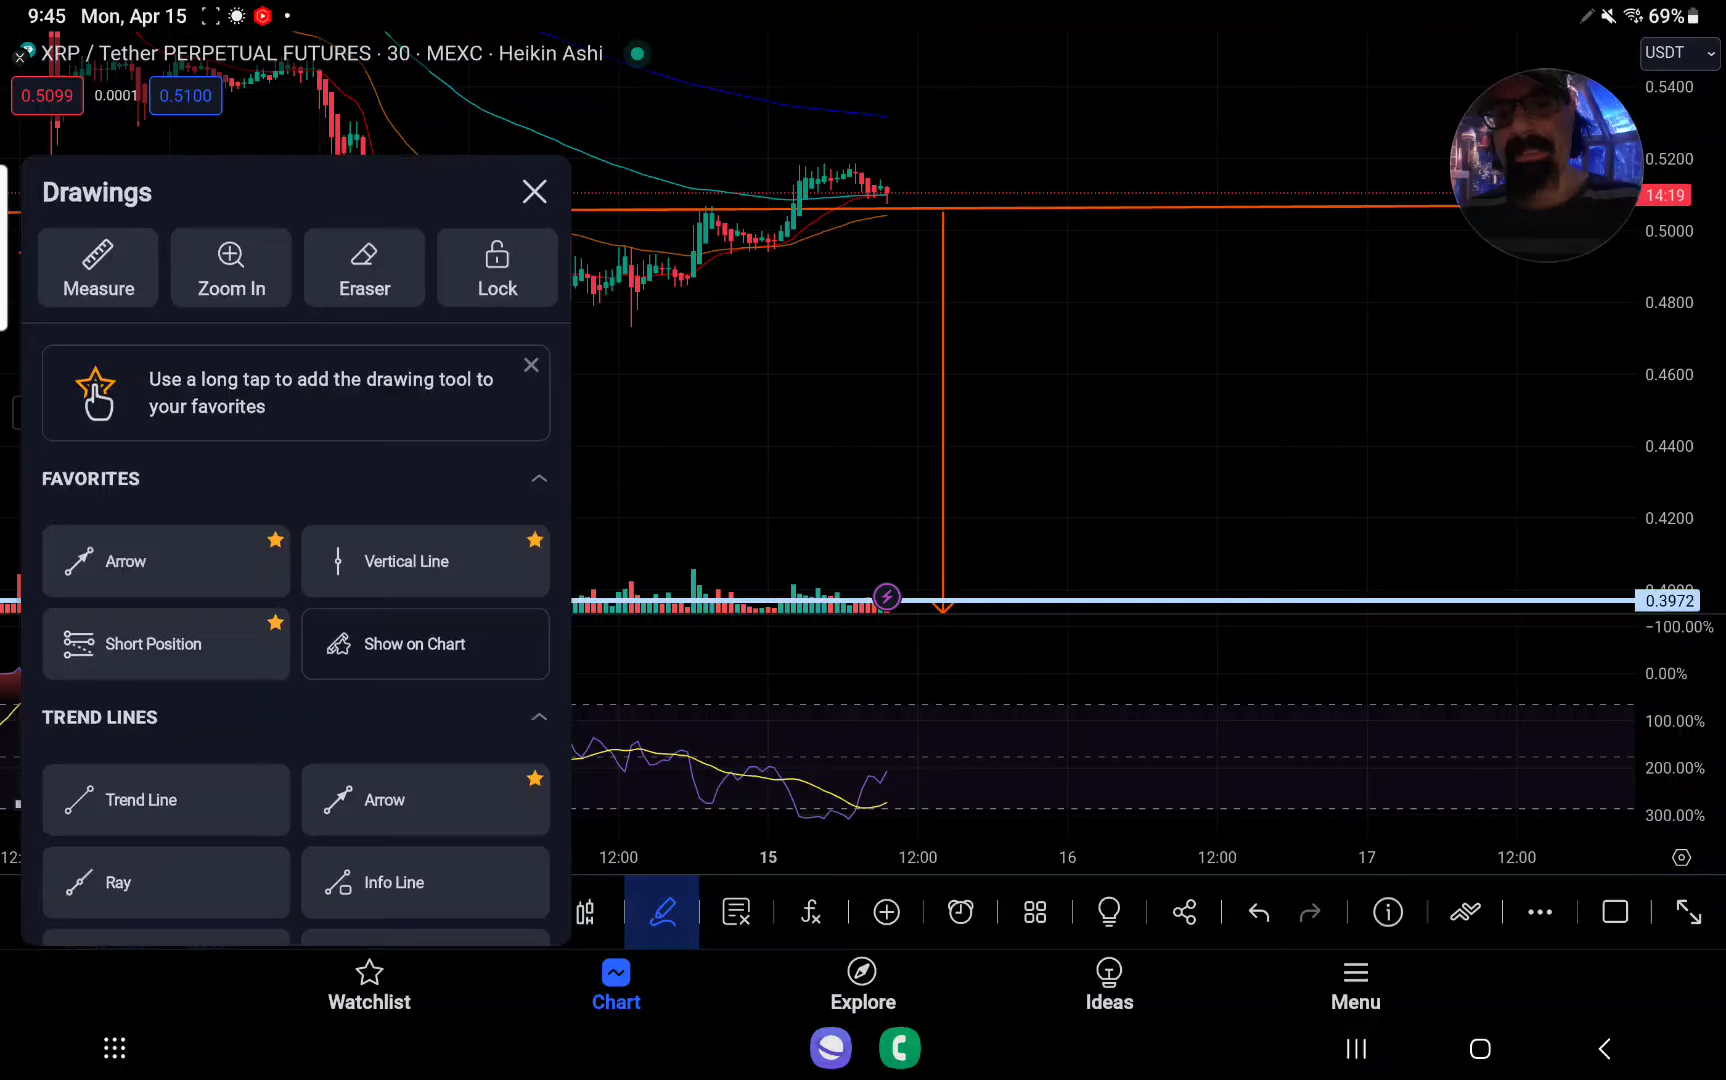 9:45 Mon, Apr 15
69%
XRP / Tether PERPETUAL FUTURES · 30 · MEXC · Heikin Ashi
USDT
0.5099 0.0001 0.5100
0.5400
0.5200
14:19
0.5000
0.4800
0.4600
0.4400
0.4200
0.3972
−100.00%
0.00%
100.00%
200.00%
300.00%
Drawings
Measure Zoom In Eraser Lock
Use a long tap to add the drawing tool to
your favorites
FAVORITES
Arrow Vertical Line
Short Position Show on Chart
TREND LINES
Trend Line Arrow
Ray Info Line
12: 12:00 15 12:00 16 12:00 17 12:00
Watchlist Chart Explore Ideas Menu